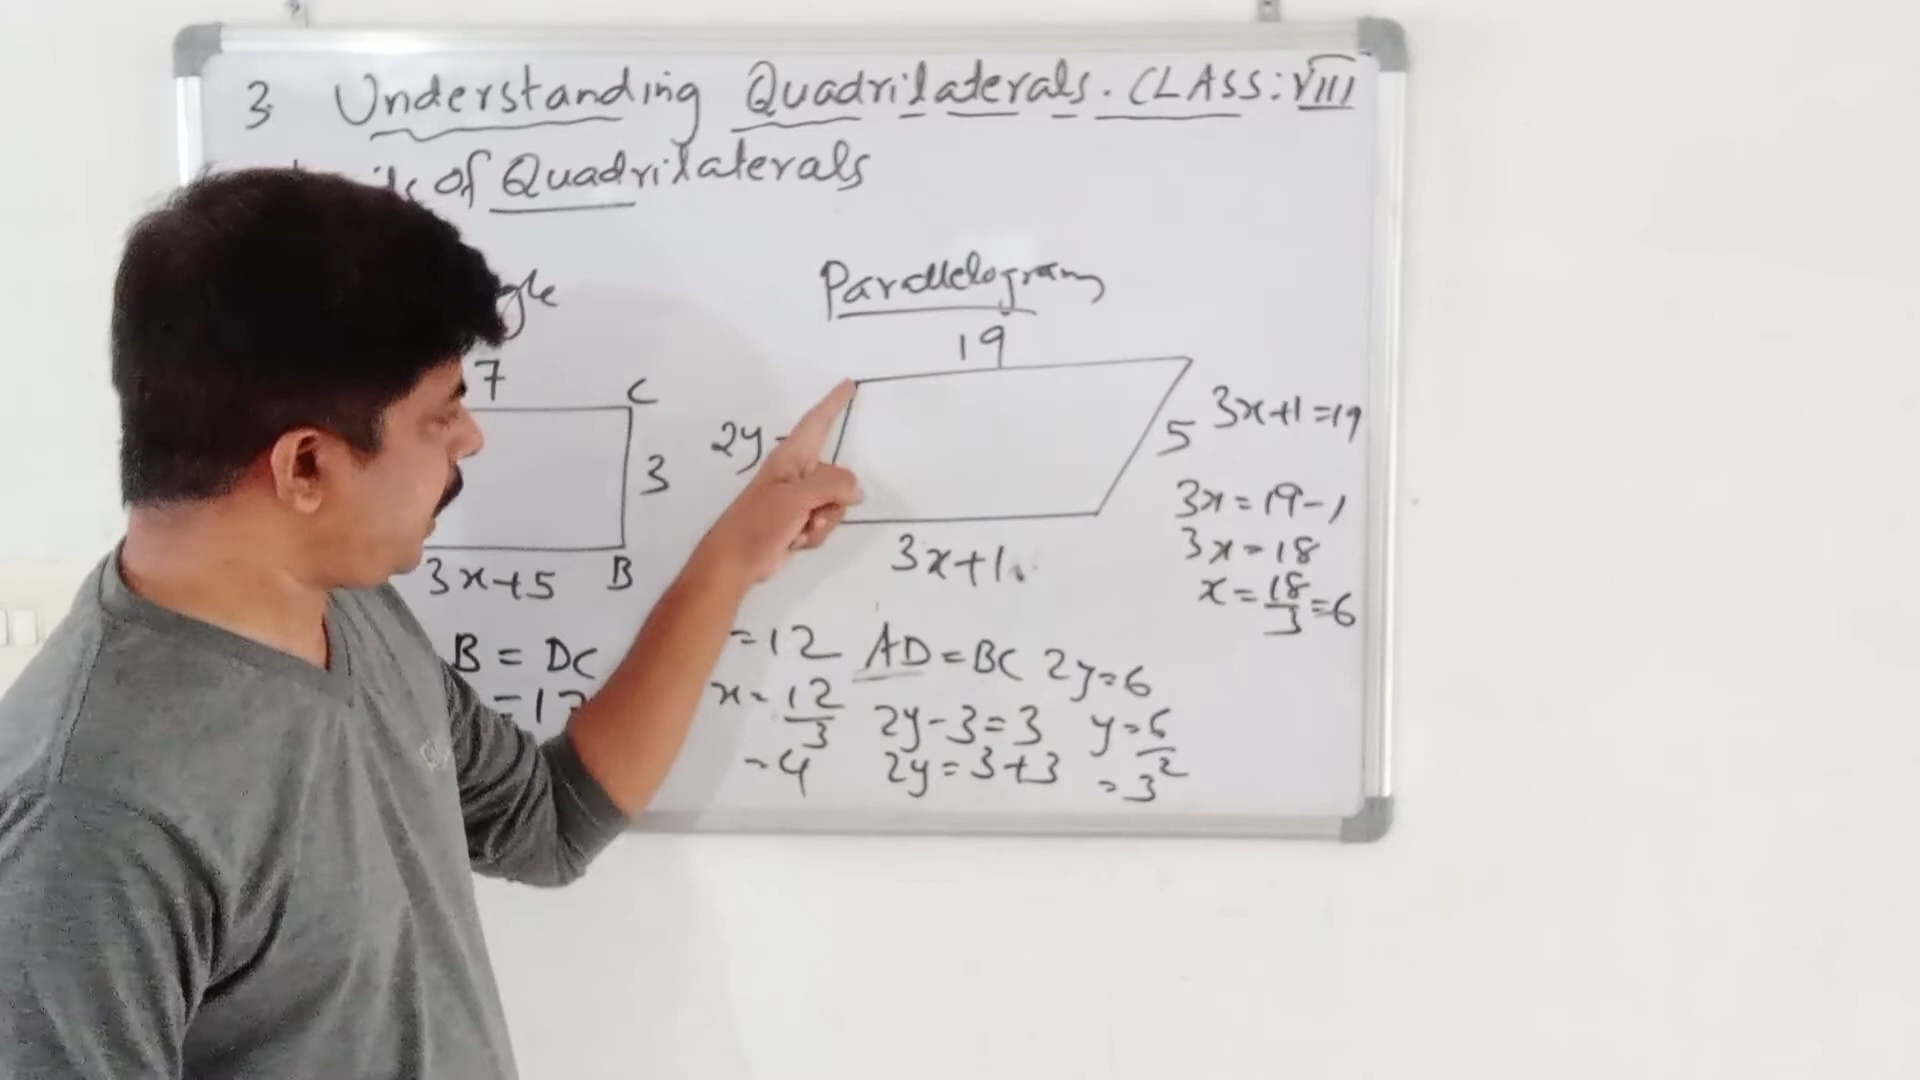 3 Understanding Quadrilaterals. CLASS: VIII
of Quadrilaterals
Parallelogram
7
C
3
3x+5
B
19
2y-
5
3x+1
3x+1=19
3x=19-1
3x=18
x=18/3=6
B = DC
=12
x=12/3
=4
AD=BC
2y-3=3
2y=3+3
2y=6
y=6/2
=3